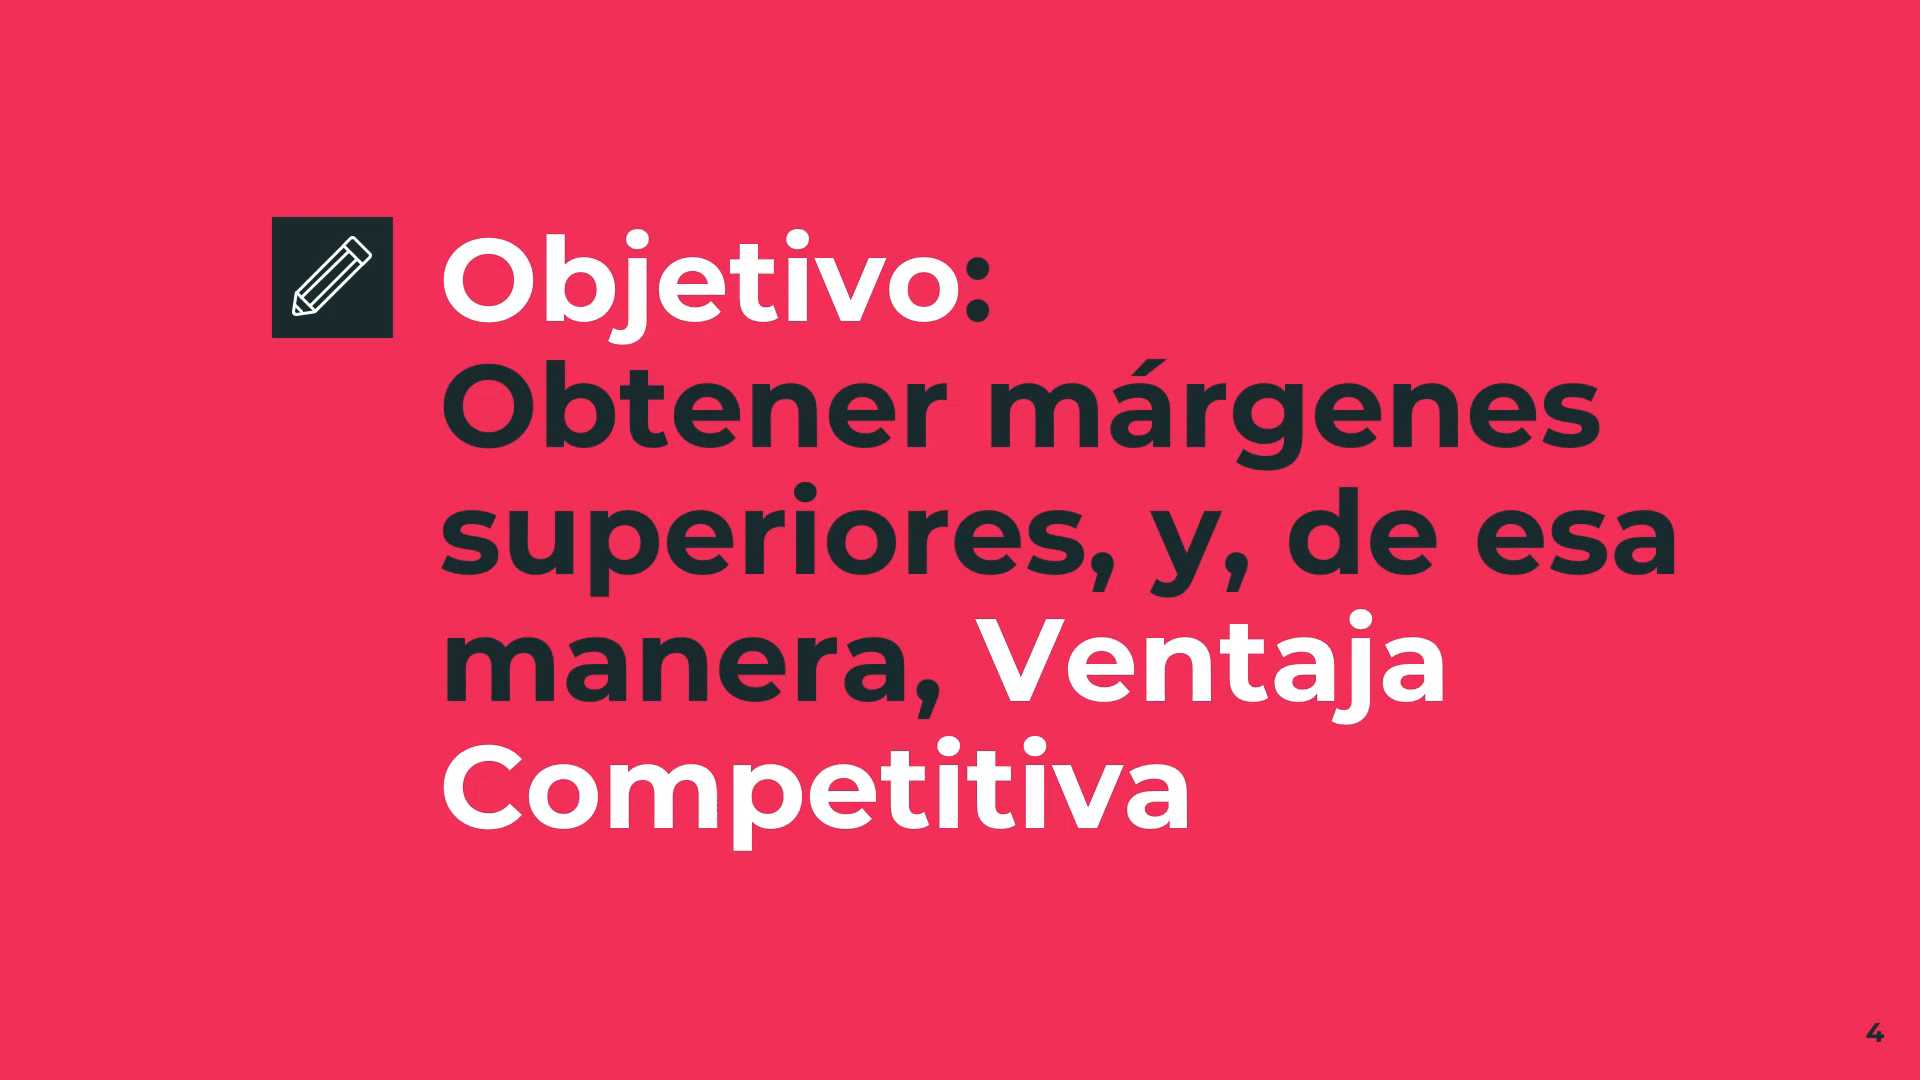 Objetivo:
Obtener márgenes
superiores, y, de esa
manera, Ventaja
Competitiva
4